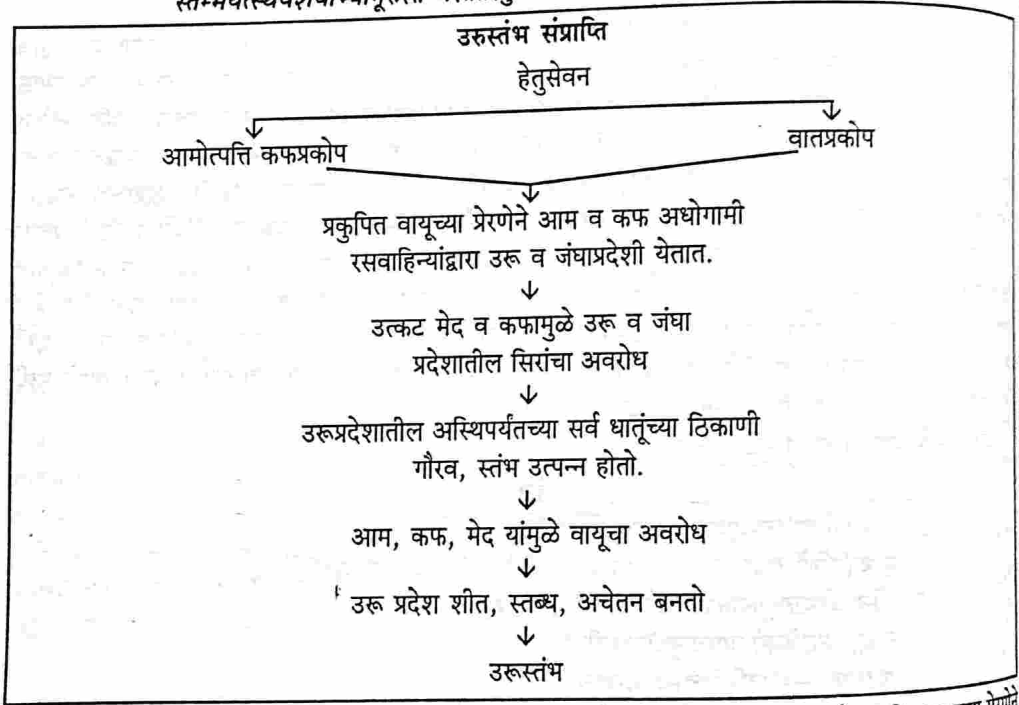 उरुस्तंभ संप्राप्ति
हेतुसेवन
आमोत्पत्ति कफप्रकोप
वातप्रकोप
प्रकुपित वायूच्या प्रेरणेने आम व कफ अधोगामी
रसवाहिन्यांद्वारा उरू व जंघाप्रदेशी येतात.
उत्कट मेद व कफामुळे उरू व जंघा
प्रदेशातील सिरांचा अवरोध
उरूप्रदेशातील अस्थिपर्यंतच्या सर्व धातूंच्या ठिकाणी
गौरव, स्तंभ उत्पन्न होतो.
आम, कफ, मेद यांमुळे वायूचा अवरोध
उरू प्रदेश शीत, स्तब्ध, अचेतन बनतो
उरूस्तंभ